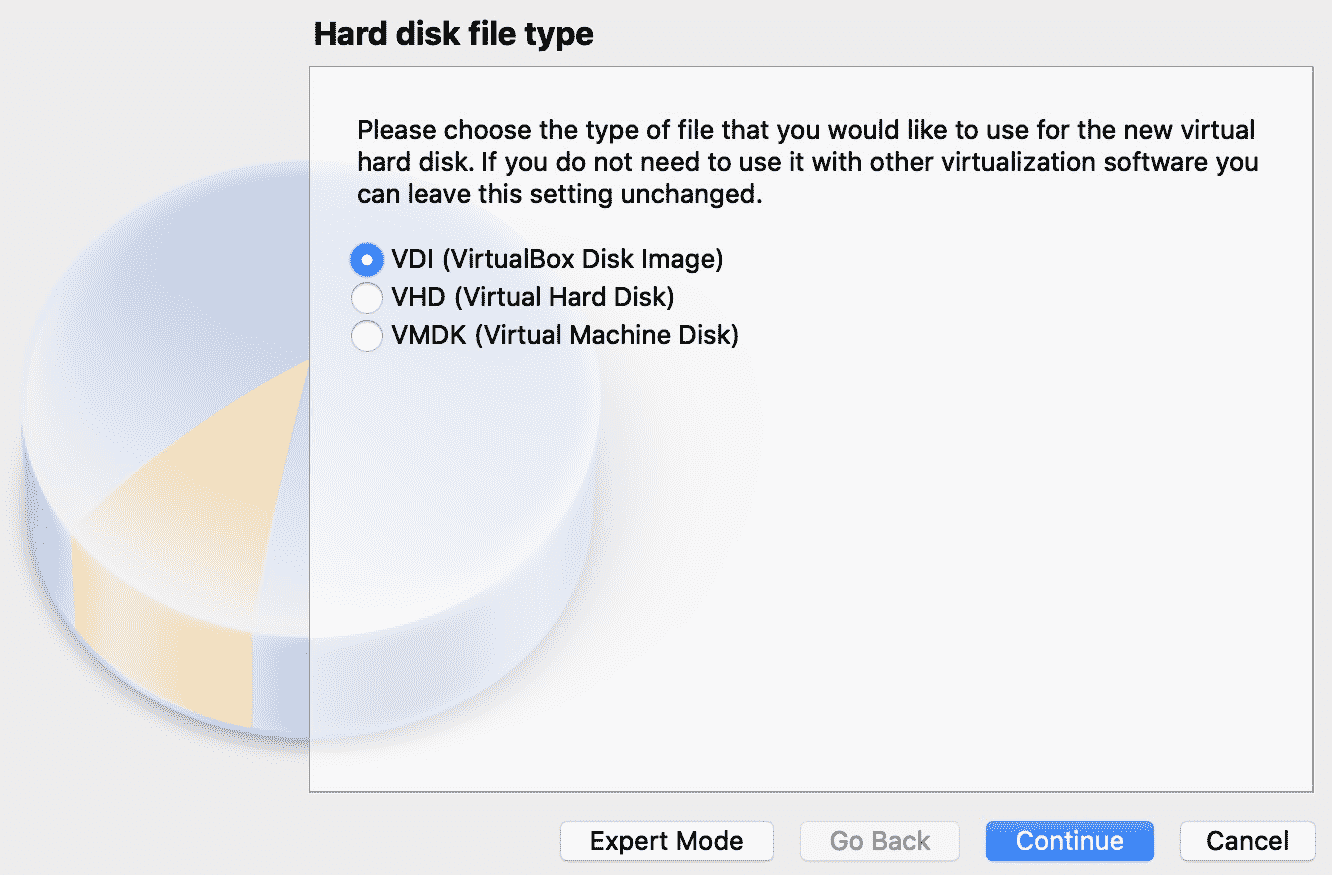 Hard disk file type
Please choose the type of file that you would like to use for the new virtual
hard disk. If you do not need to use it with other virtualization software you
can leave this setting unchanged.
VDI (VirtualBox Disk Image)
VHD (Virtual Hard Disk)
VMDK (Virtual Machine Disk)
Expert Mode
Go Back
Continue
Cancel